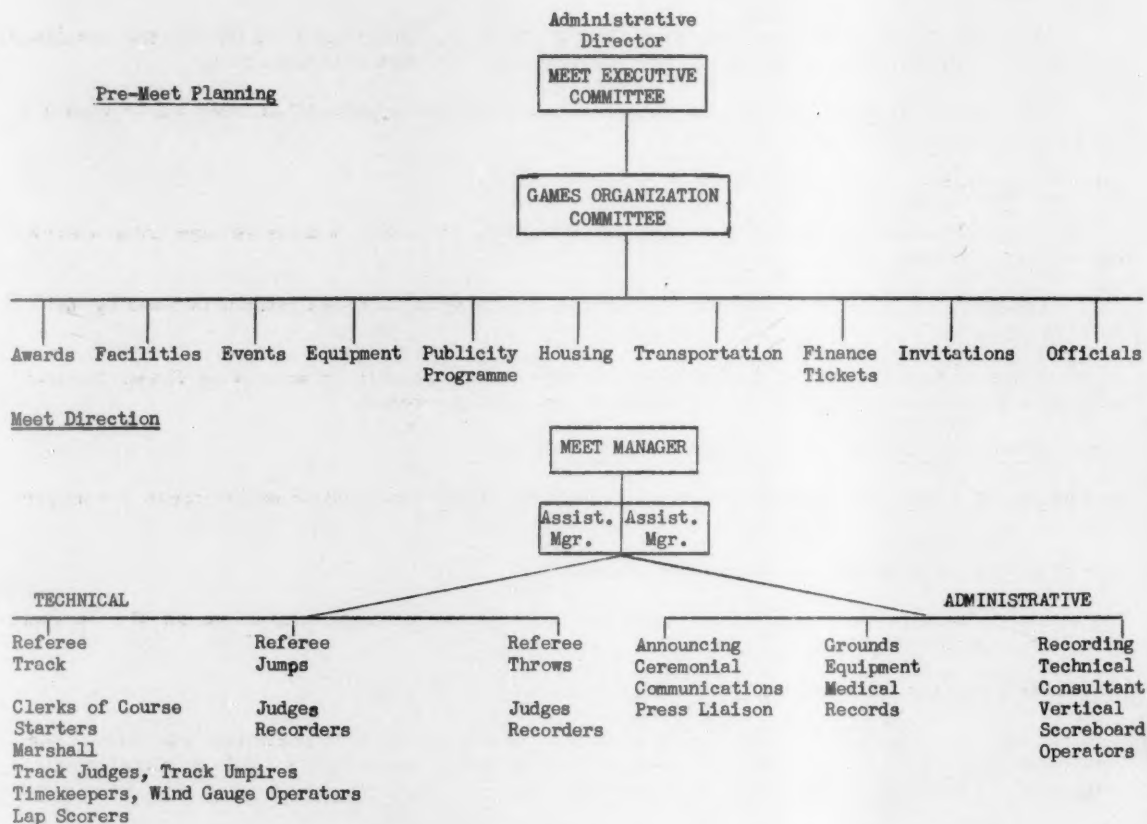 Administrative
Director
MEET EXECUTIVE
COMMITTEE
Pre-Meet Planning
GAMES ORGANIZATION
COMMITTEE
Awards Facilities Events Equipment Publicity Housing Transportation Finance Invitations Officials
Programme Tickets
Meet Direction
MEET MANAGER
Assist. Assist.
Mgr. Mgr.
TECHNICAL ADMINISTRATIVE
Referee
Track
Clerks of Course
Starters
Marshall
Track Judges, Track Umpires
Timekeepers, Wind Gauge Operators
Lap Scorers
Referee
Jumps
Judges
Recorders
Referee
Throws
Judges
Recorders
Announcing
Ceremonial
Communications
Press Liaison
Grounds
Equipment
Medical
Records
Recording
Technical
Consultant
Vertical
Scoreboard
Operators